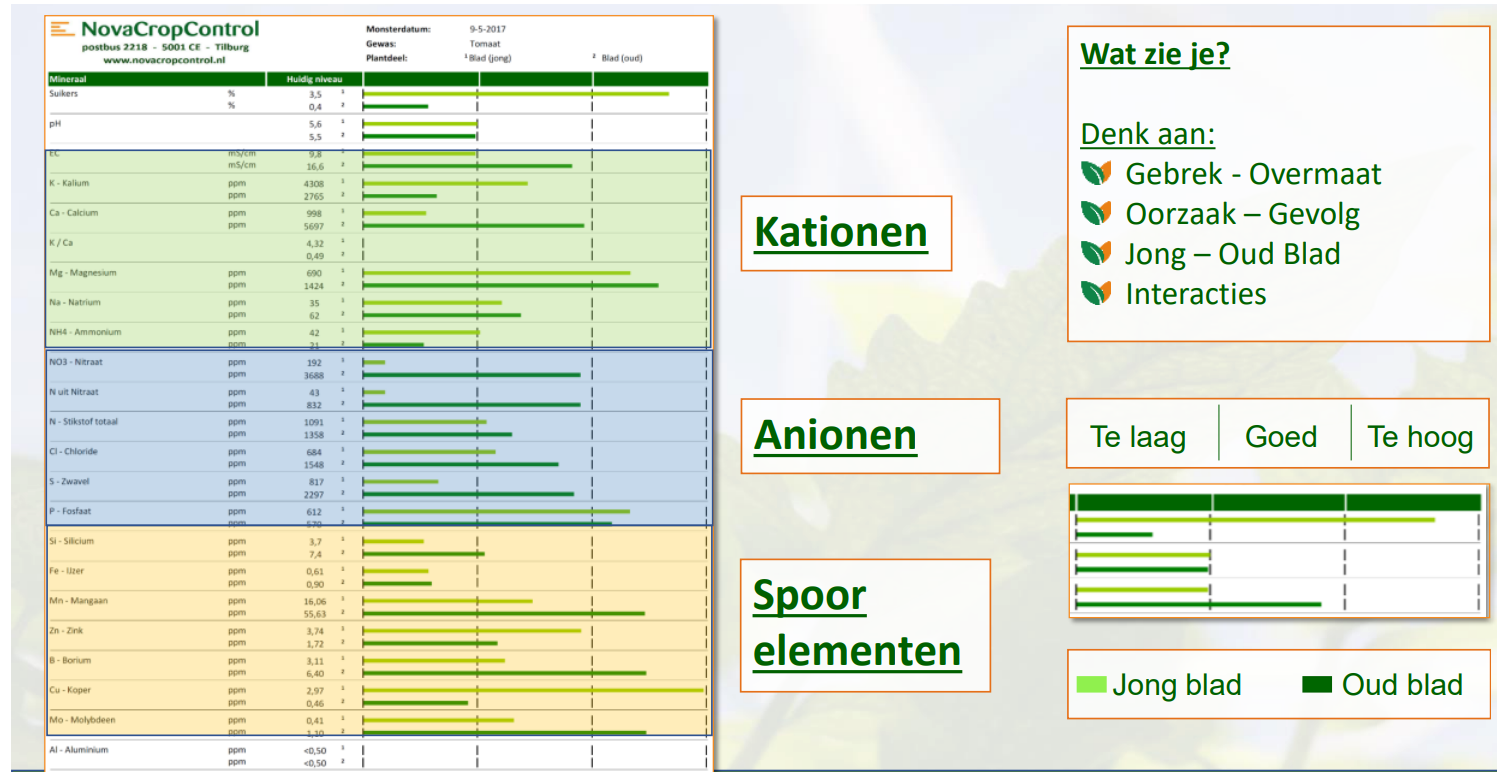 NovaCropControl
postbus 2218 - 5001 CE - Tilburg
www.novacropcontrol.nl
Monsterdatum: 9-5-2017
Gewas: Tomaat
Plantdeel: ¹ Blad (jong) ² Blad (oud)
Mineraal Huidig niveau
Suikers % 3,5 ¹
% 0,4 ²
pH 5,6 ¹
5,5 ²
EC mS/cm 9,8 ¹
mS/cm 16,6 ²
K - Kalium ppm 4308 ¹
ppm 2765 ²
Ca - Calcium ppm 998 ¹
ppm 5697 ²
K / Ca 4,32 ¹
0,49 ²
Mg - Magnesium ppm 690 ¹
ppm 1424 ²
Na - Natrium ppm 35 ¹
ppm 62 ²
NH4 - Ammonium ppm 42 ¹
ppm 21 ²
NO3 - Nitraat ppm 192 ¹
ppm 3688 ²
N uit Nitraat ppm 43 ¹
ppm 832 ²
N - Stikstof totaal ppm 1091 ¹
ppm 1358 ²
Cl - Chloride ppm 684 ¹
ppm 1548 ²
S - Zwavel ppm 817 ¹
ppm 2297 ²
P - Fosfaat ppm 612 ¹
ppm 570 ²
Si - Silicium ppm 3,7 ¹
ppm 7,4 ²
Fe - IJzer ppm 0,61 ¹
ppm 0,90 ²
Mn - Mangaan ppm 16,06 ¹
ppm 55,63 ²
Zn - Zink ppm 3,74 ¹
ppm 1,72 ²
B - Borium ppm 3,11 ¹
ppm 6,40 ²
Cu - Koper ppm 2,97 ¹
ppm 0,46 ²
Mo - Molybdeen ppm 0,41 ¹
ppm 1,10 ²
Al - Aluminium ppm <0,50 ¹
ppm <0,50 ²
Kationen
Anionen
Spoor
elementen
Wat zie je?
Denk aan:
Gebrek - Overmaat
Oorzaak – Gevolg
Jong – Oud Blad
Interacties
Te laag Goed Te hoog
Jong blad Oud blad